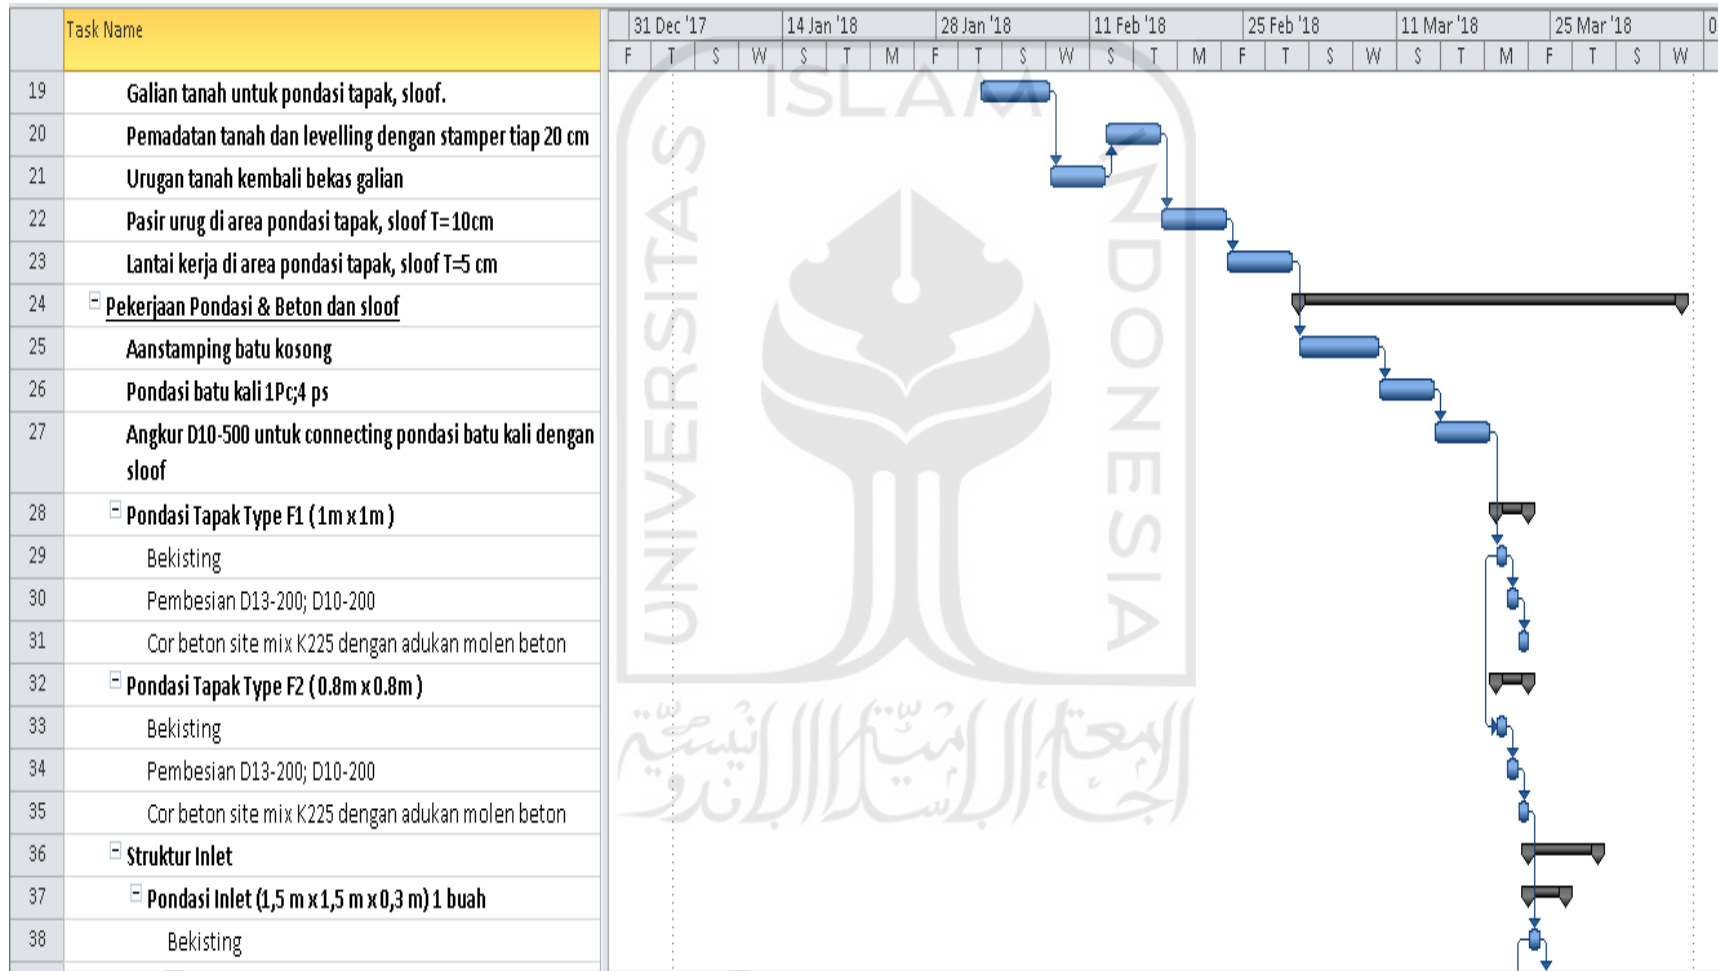 Task Name
31 Dec '17 14 Jan '18 28 Jan '18 11 Feb '18 25 Feb '18 11 Mar '18 25 Mar '18 0
F T S W S T M F T S W S T M F T S W S T M F T S W
19 Galian tanah untuk pondasi tapak, sloof.
20 Pemadatan tanah dan levelling dengan stamper tiap 20 cm
21 Urugan tanah kembali bekas galian
22 Pasir urug di area pondasi tapak, sloof T=10cm
23 Lantai kerja di area pondasi tapak, sloof T=5 cm
24 Pekerjaan Pondasi & Beton dan sloof
25 Aanstamping batu kosong
26 Pondasi batu kali 1Pc;4 ps
27 Angkur D10-500 untuk connecting pondasi batu kali dengan
sloof
28 Pondasi Tapak Type F1 ( 1m x 1m )
29 Bekisting
30 Pembesian D13-200; D10-200
31 Cor beton site mix K225 dengan adukan molen beton
32 Pondasi Tapak Type F2 ( 0.8m x 0.8m )
33 Bekisting
34 Pembesian D13-200; D10-200
35 Cor beton site mix K225 dengan adukan molen beton
36 Struktur Inlet
37 Pondasi Inlet (1,5 m x 1,5 m x 0,3 m) 1 buah
38 Bekisting
UNIVERSITAS
ISLAM
INDONESIA